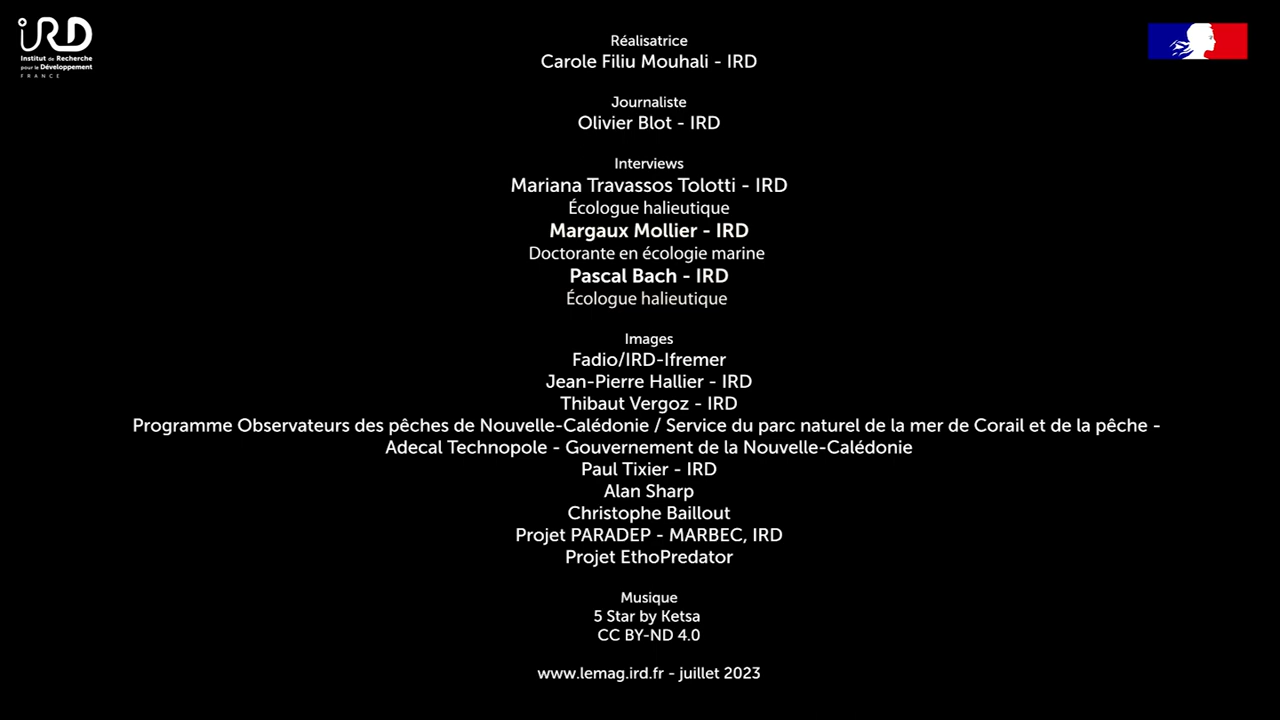 iRD
Institut de Recherche
pour le Développement
FRANCE
Réalisatrice
Carole Filiu Mouhali - IRD
Journaliste
Olivier Blot - IRD
Interviews
Mariana Travassos Tolotti - IRD
Écologue halieutique
Margaux Mollier - IRD
Doctorante en écologie marine
Pascal Bach - IRD
Écologue halieutique
Images
Fadio/IRD-Ifremer
Jean-Pierre Hallier - IRD
Thibaut Vergoz - IRD
Programme Observateurs des pêches de Nouvelle-Calédonie / Service du parc naturel de la mer de Corail et de la pêche -
Adecal Technopole - Gouvernement de la Nouvelle-Calédonie
Paul Tixier - IRD
Alan Sharp
Christophe Baillout
Projet PARADEP - MARBEC, IRD
Projet EthoPredator
Musique
5 Star by Ketsa
CC BY-ND 4.0
www.lemag.ird.fr - juillet 2023